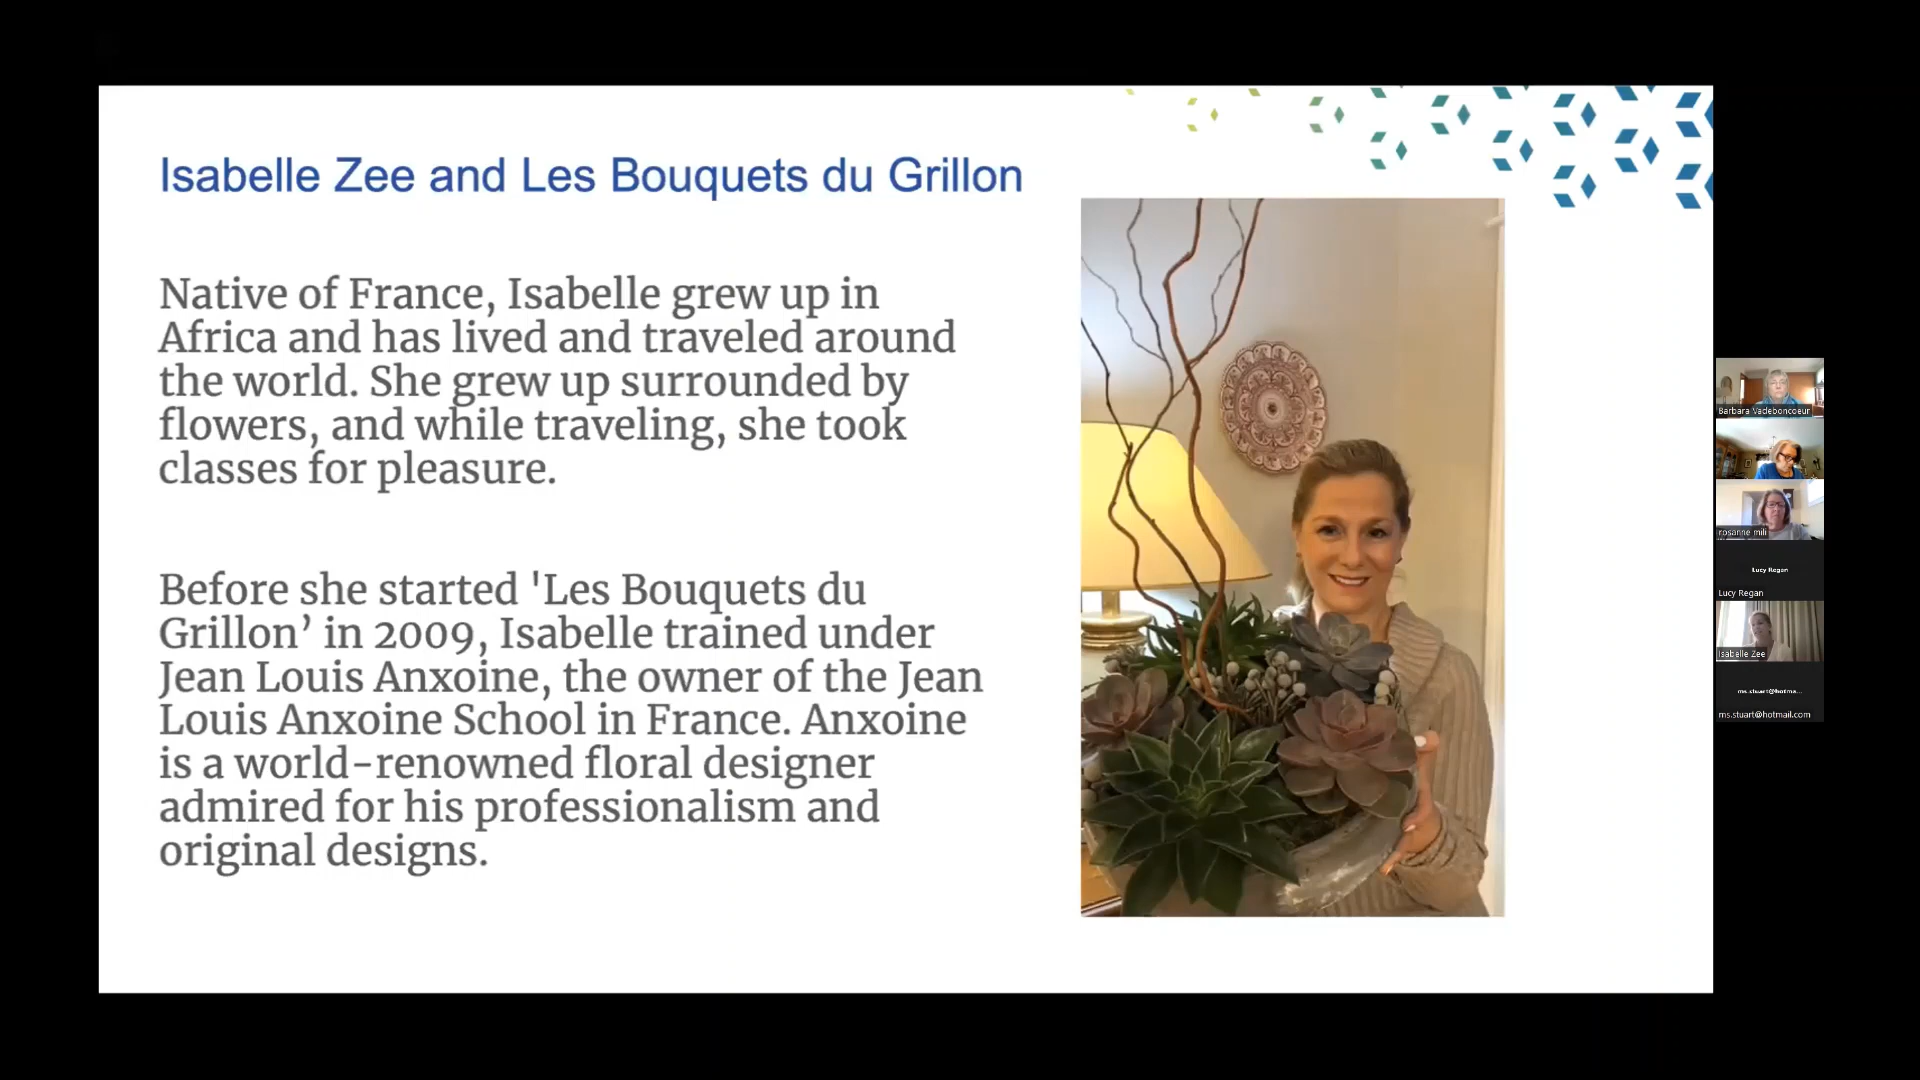 Isabelle Zee and Les Bouquets du Grillon
Native of France, Isabelle grew up in
Africa and has lived and traveled around
the world. She grew up surrounded by
flowers, and while traveling, she took
classes for pleasure.
Before she started 'Les Bouquets du
Grillon’ in 2009, Isabelle trained under
Jean Louis Anxoine, the owner of the Jean
Louis Anxoine School in France. Anxoine
is a world-renowned floral designer
admired for his professionalism and
original designs.
Barbara Vadeboncoeur
rosanne mili
Lucy Regan
Lucy Regan
Isabelle Zee
ms.stuart@hotma...
ms.stuart@hotmail.com